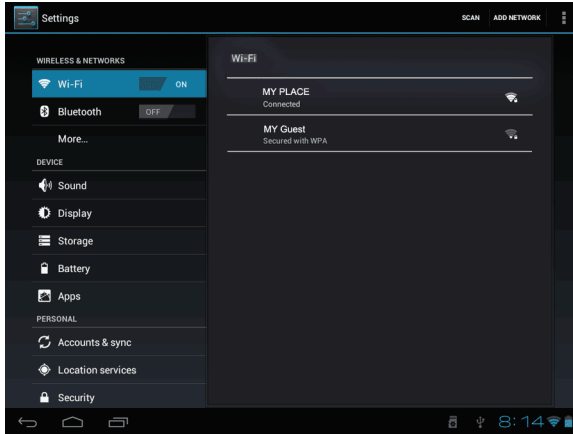 Settings
SCAN ADD NETWORK
WIRELESS & NETWORKS
Wi-Fi ON
Bluetooth OFF
More...
DEVICE
Sound
Display
Storage
Battery
Apps
PERSONAL
Accounts & sync
Location services
Security
Wi-Fi
MY PLACE
Connected
MY Guest
Secured with WPA
8:14